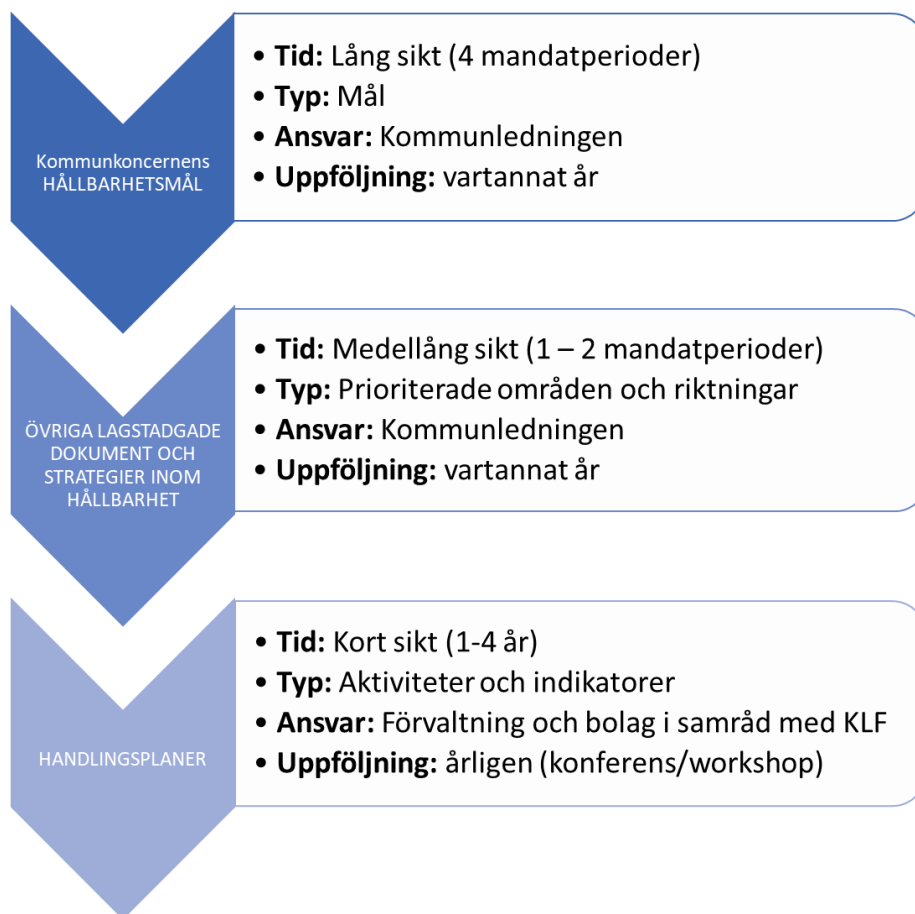 Kommunkoncernens
HÅLLBARHETSMÅL
• Tid: Lång sikt (4 mandatperioder)
• Typ: Mål
• Ansvar: Kommunledningen
• Uppföljning: vartannat år
ÖVRIGA LAGSTADGADE
DOKUMENT OCH
STRATEGIER INOM
HÅLLBARHET
• Tid: Medellång sikt (1 – 2 mandatperioder)
• Typ: Prioriterade områden och riktningar
• Ansvar: Kommunledningen
• Uppföljning: vartannat år
HANDLINGSPLANER
• Tid: Kort sikt (1-4 år)
• Typ: Aktiviteter och indikatorer
• Ansvar: Förvaltning och bolag i samråd med KLF
• Uppföljning: årligen (konferens/workshop)